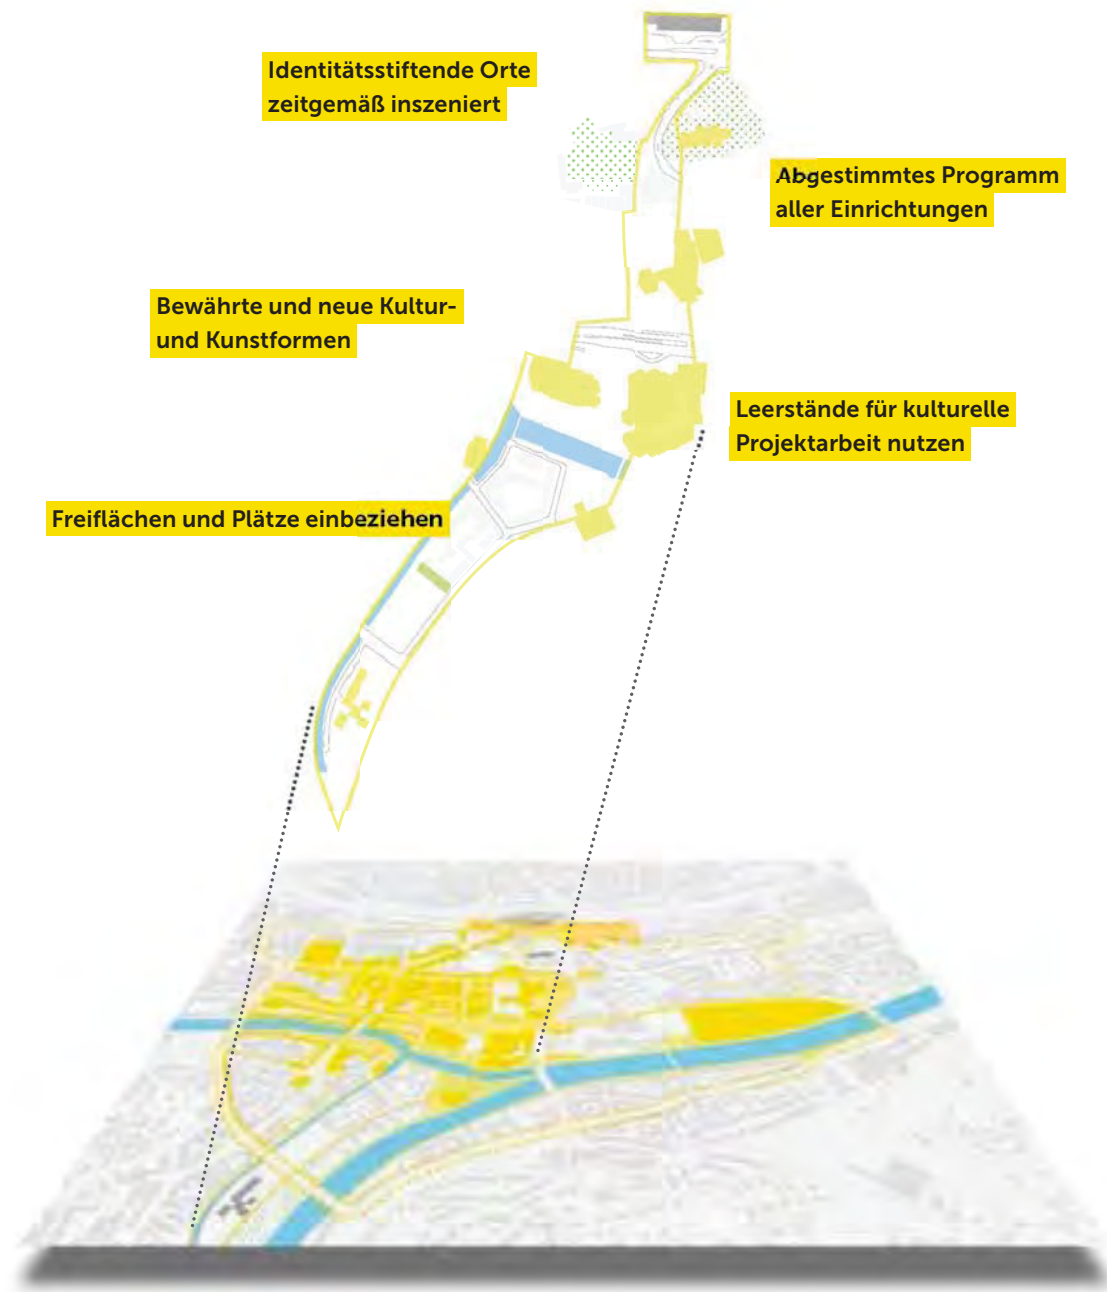 Identitätsstiftende Orte
zeitgemäß inszeniert
Abgestimmtes Programm
aller Einrichtungen
Bewährte und neue Kultur-
und Kunstformen
Leerstände für kulturelle
Projektarbeit nutzen
Freiflächen und Plätze einbeziehen